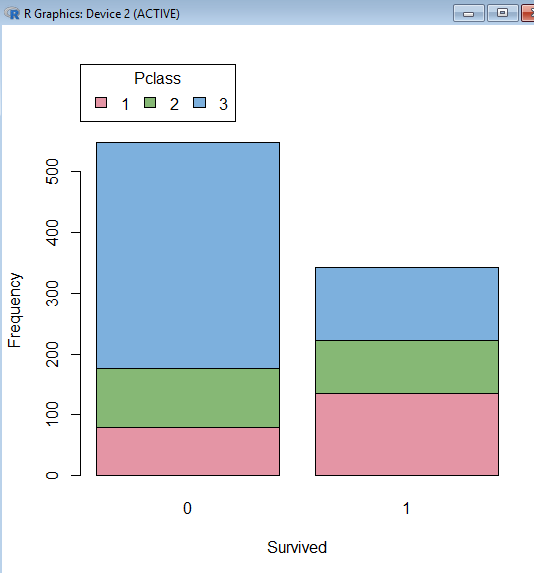 R Graphics: Device 2 (ACTIVE)
Pclass
1 2 3
500
400
300
200
100
0
Frequency
0 1
Survived